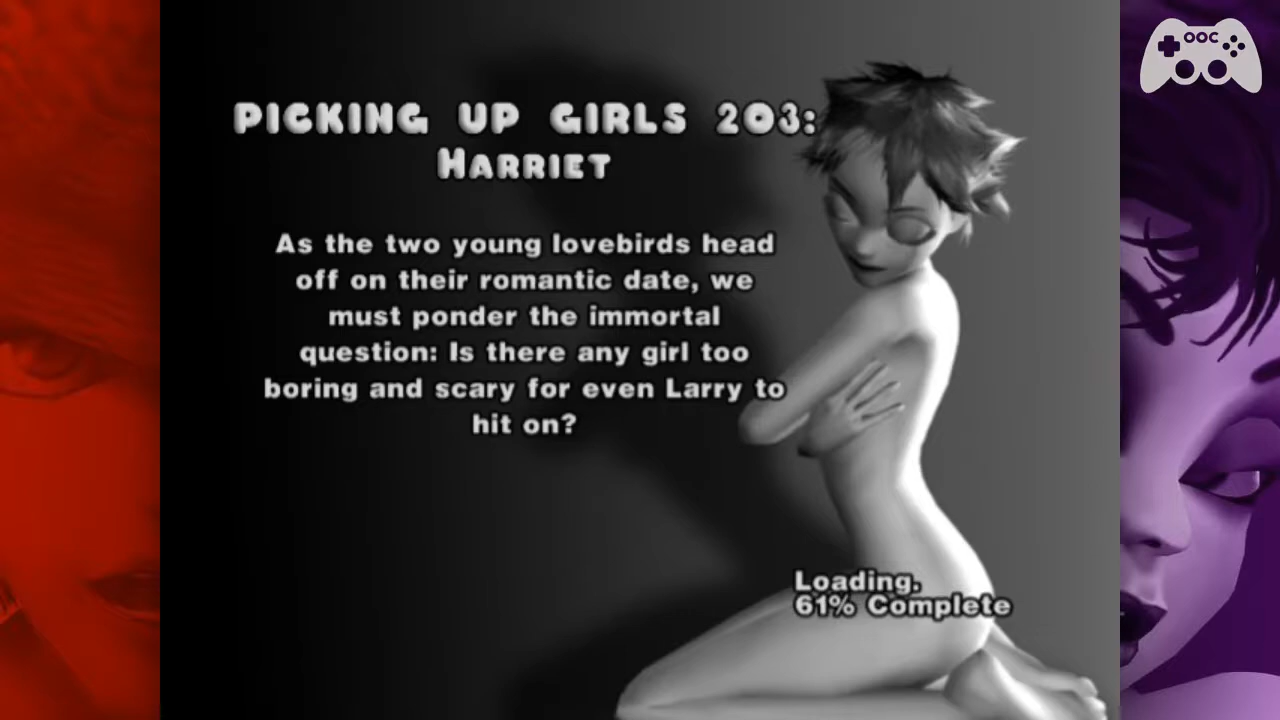 OOC
PICKING UP GIRLS 203:
HARRIET
As the two young lovebirds head
off on their romantic date, we
must ponder the immortal
question: Is there any girl too
boring and scary for even Larry to
hit on?
Loading.
61% Complete